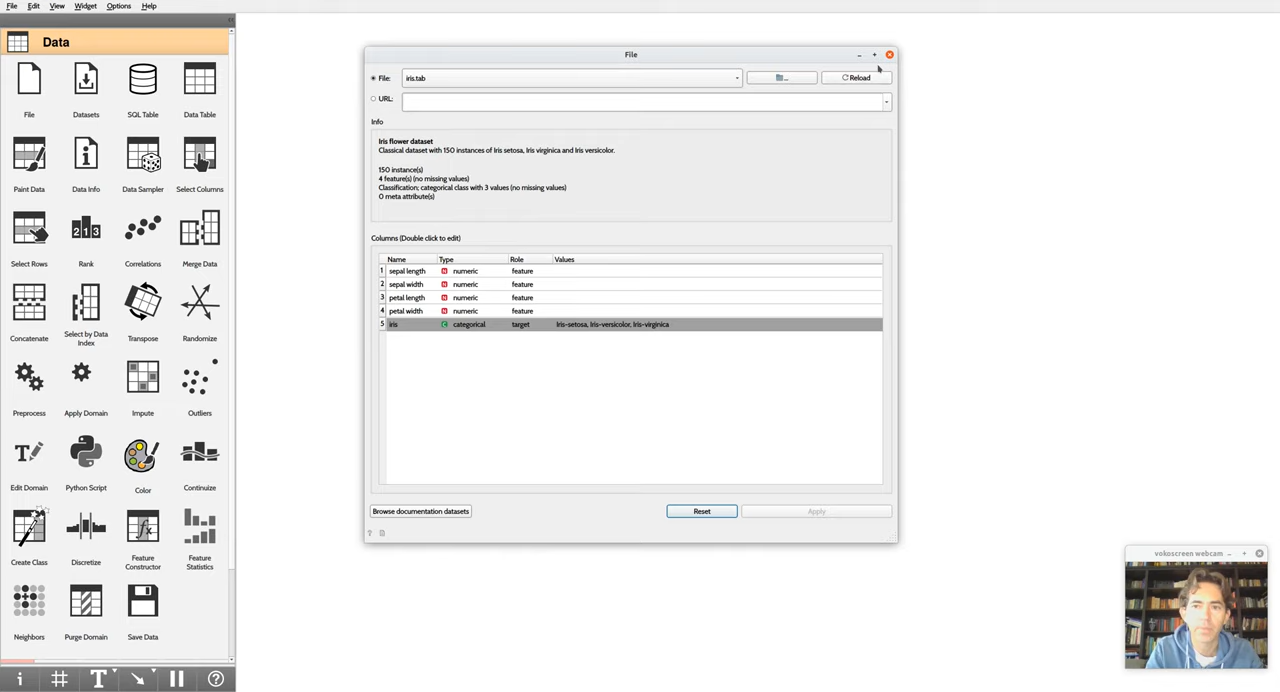 File Edit View Widget Options Help
Data
File Datasets SQL Table Data Table
Paint Data Data Info Data Sampler Select Columns
Select Rows Rank Correlations Merge Data
Concatenate Select by Data Index Transpose Randomize
Preprocess Apply Domain Impute Outliers
Edit Domain Python Script Color Continuize
Create Class Discretize Feature Constructor Feature Statistics
Neighbors Purge Domain Save Data
File
File: iris.tab ... Reload
URL:
Info
Iris flower dataset
Classical dataset with 150 instances of Iris setosa, Iris virginica and Iris versicolor.
150 instance(s)
4 feature(s) (no missing values)
Classification; categorical class with 3 values (no missing values)
0 meta attribute(s)
Columns (Double click to edit)
Name Type Role Values
1 sepal length N numeric feature
2 sepal width N numeric feature
3 petal length N numeric feature
4 petal width N numeric feature
5 iris C categorical target Iris-setosa, Iris-versicolor, Iris-virginica
Browse documentation datasets Reset Apply
vokoscreen webcam